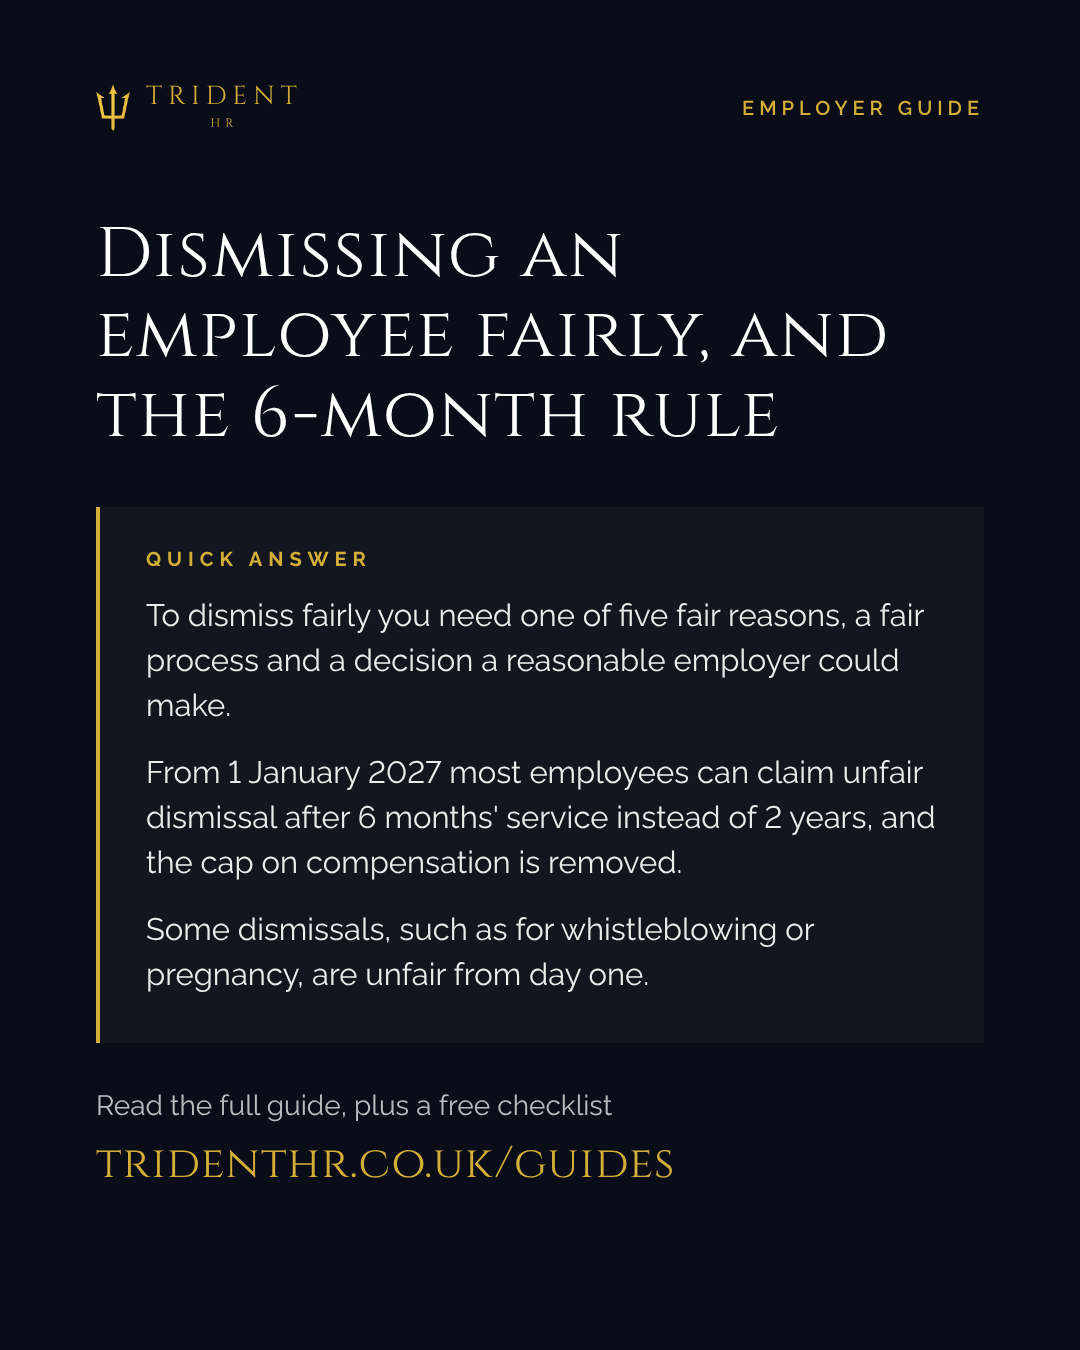 TRIDENT
HR
EMPLOYER GUIDE
Dismissing an
employee fairly, and
the 6-month rule
QUICK ANSWER
To dismiss fairly you need one of five fair reasons, a fair
process and a decision a reasonable employer could
make.
From 1 January 2027 most employees can claim unfair
dismissal after 6 months' service instead of 2 years, and
the cap on compensation is removed.
Some dismissals, such as for whistleblowing or
pregnancy, are unfair from day one.
Read the full guide, plus a free checklist
tridenthr.co.uk/guides